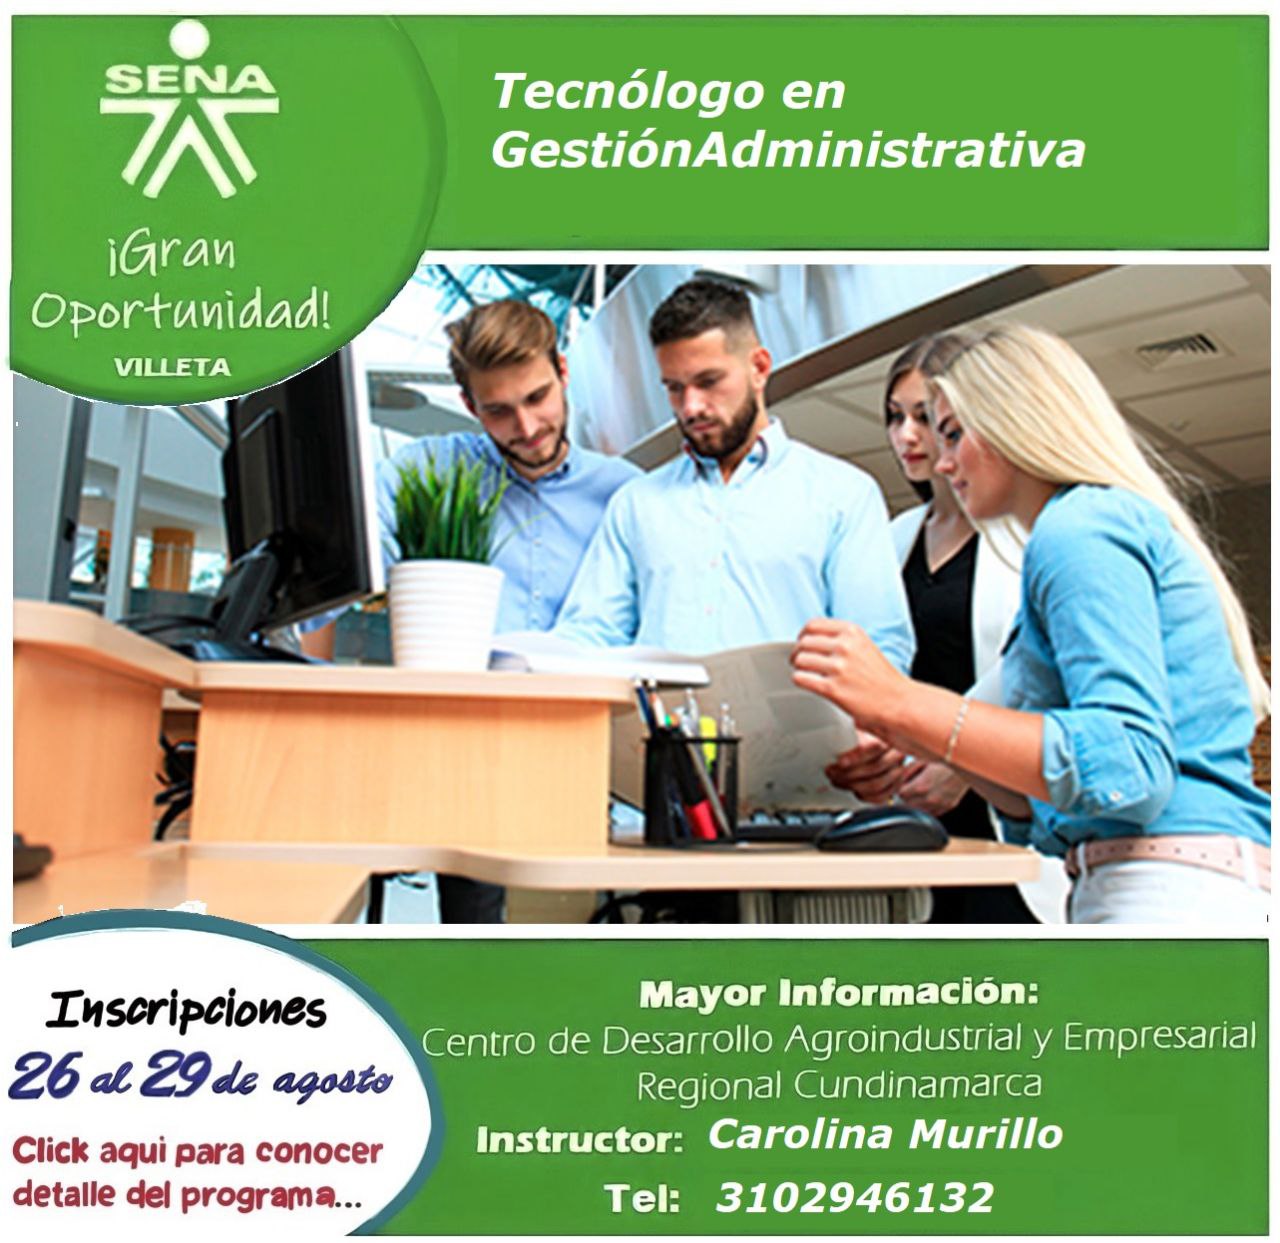 SENA
¡Gran
Oportunidad!
VILLETA
Tecnólogo en
GestiónAdministrativa
Inscripciones
26 al 29 de agosto
Click aqui para conocer
detalle del programa...
Mayor Información:
Centro de Desarrollo Agroindustrial y Empresarial
Regional Cundinamarca
Instructor: Carolina Murillo
Tel: 3102946132